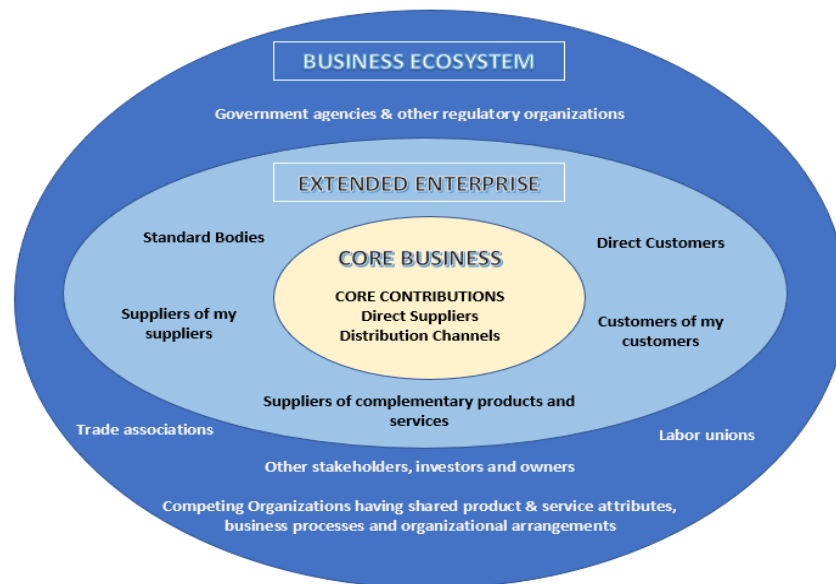 BUSINESS ECOSYSTEM
Government agencies & other regulatory organizations
EXTENDED ENTERPRISE
Standard Bodies
Direct Customers
CORE BUSINESS
CORE CONTRIBUTIONS
Direct Suppliers
Distribution Channels
Suppliers of my
suppliers
Customers of my
customers
Suppliers of complementary products and
services
Trade associations
Labor unions
Other stakeholders, investors and owners
Competing Organizations having shared product & service attributes,
business processes and organizational arrangements